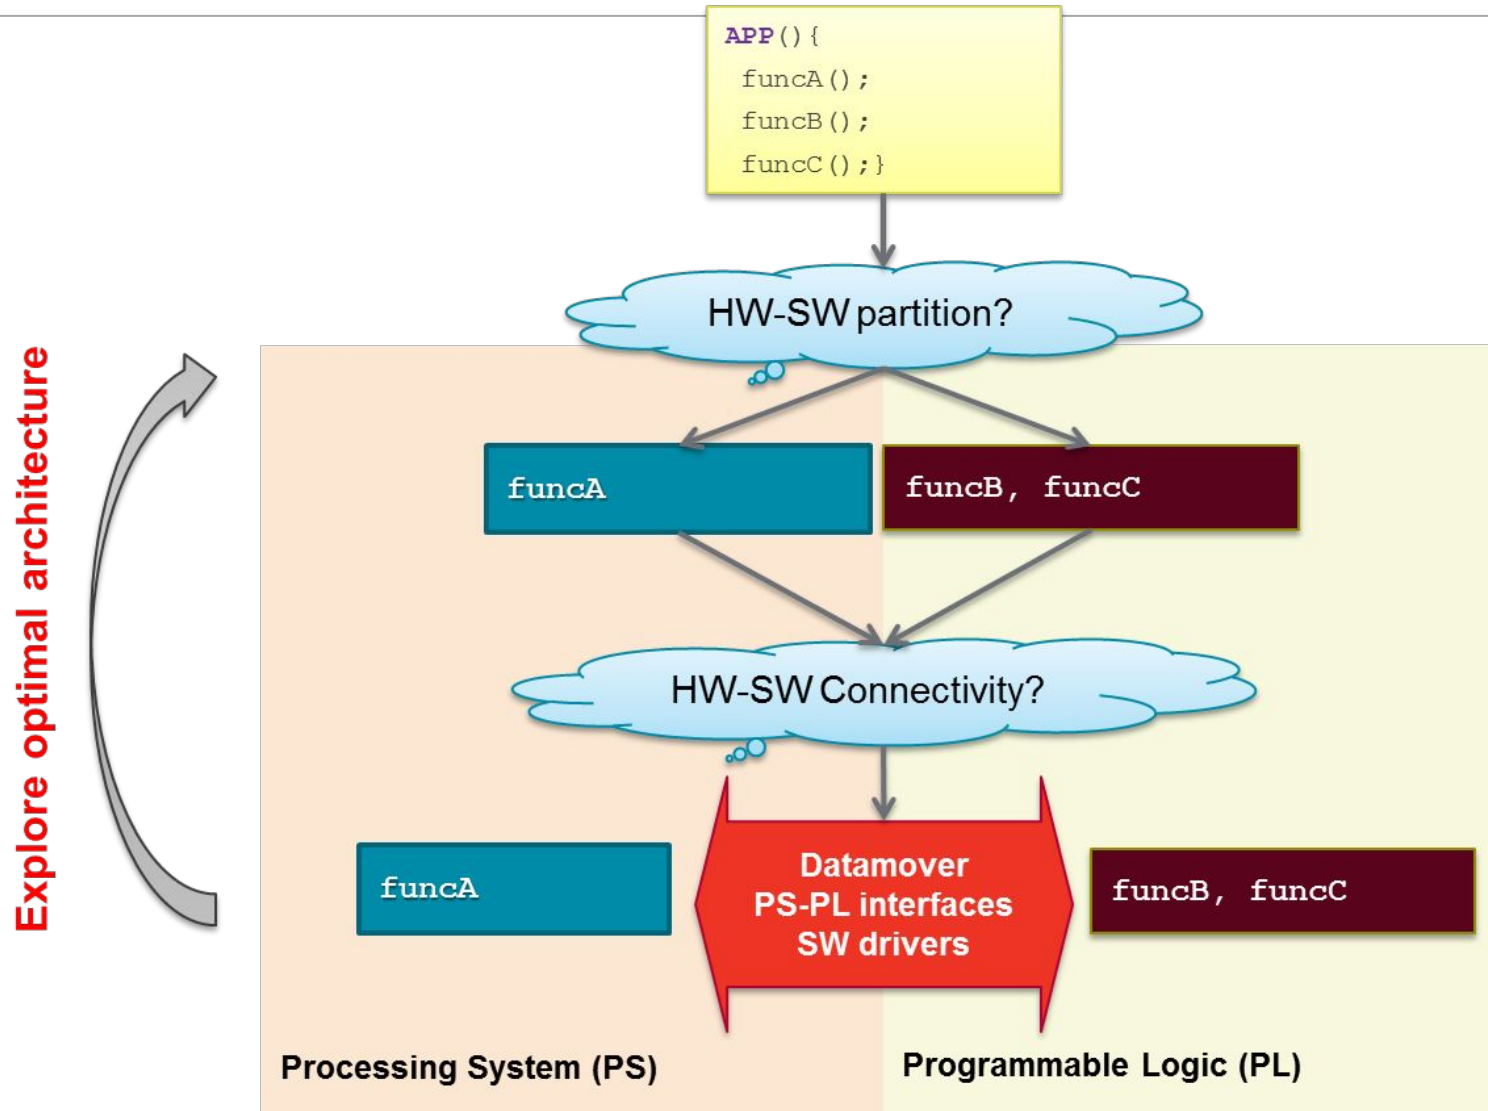 APP(){
funcA();
funcB();
funcC();}
HW-SW partition?
Explore optimal architecture
funcA
funcB, funcC
HW-SW Connectivity?
funcA
Datamover
PS-PL interfaces
SW drivers
funcB, funcC
Processing System (PS)
Programmable Logic (PL)